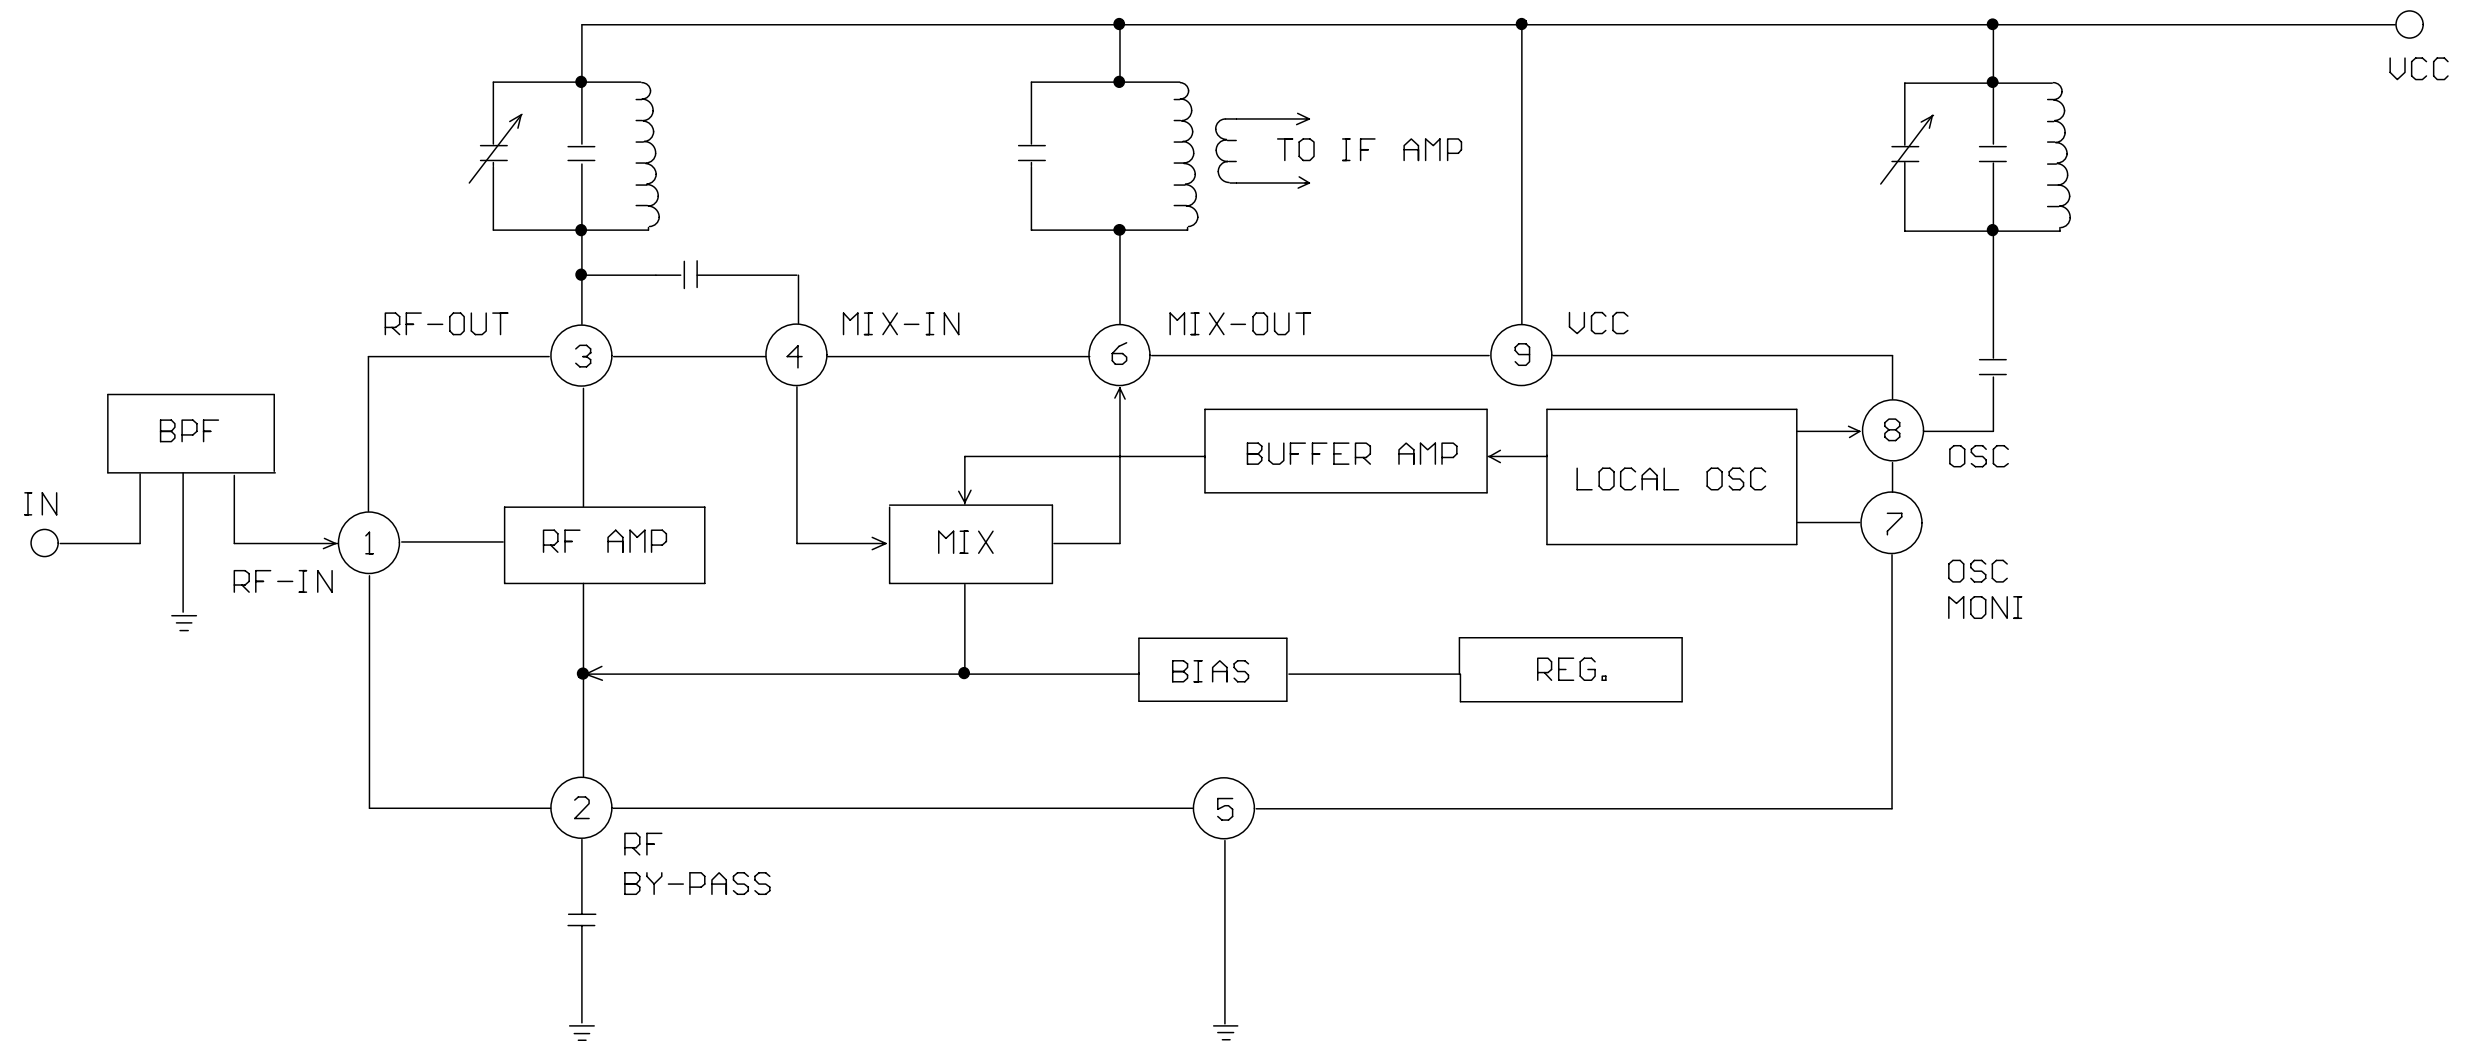 VCC
TO IF AMP
RF-OUT
MIX-IN
MIX-OUT
VCC
3
4
6
9
BPF
8
BUFFER AMP
OSC
LOCAL OSC
IN
7
1
RF AMP
MIX
RF-IN
OSC
MONI
BIAS
REG.
2
5
RF
BY-PASS